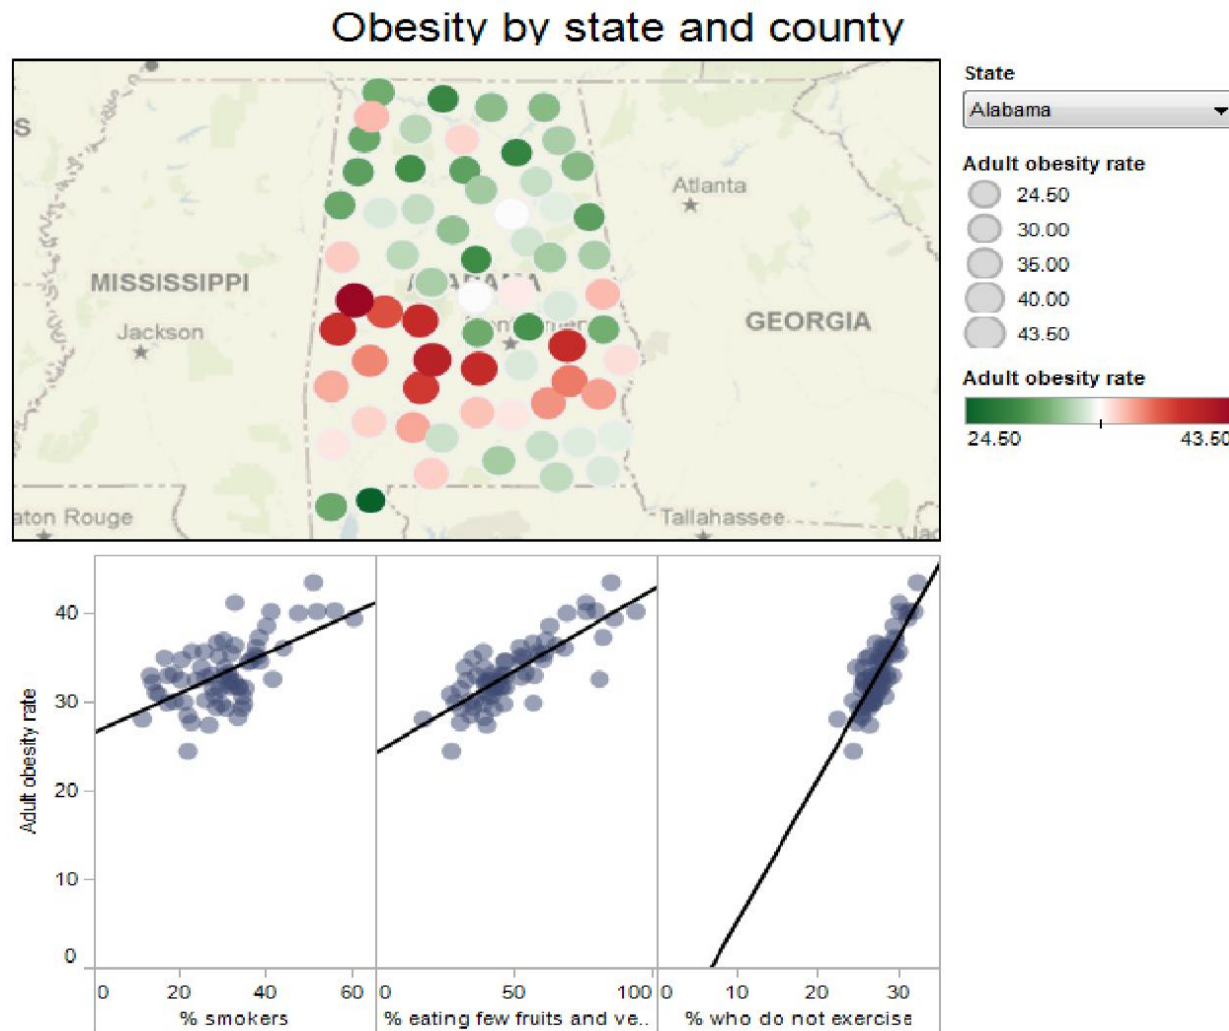 Obesity by state and county
S
Atlanta
MISSISSIPPI
Jackson
GEORGIA
aton Rouge
Tallahassee
State
Alabama
Adult obesity rate
24.50
30.00
35.00
40.00
43.50
Adult obesity rate
24.50 43.50
Adult obesity rate
40
30
20
10
0
0 20 40 60 0 50 100 0 10 20 30
% smokers % eating few fruits and ve.. % who do not exercise